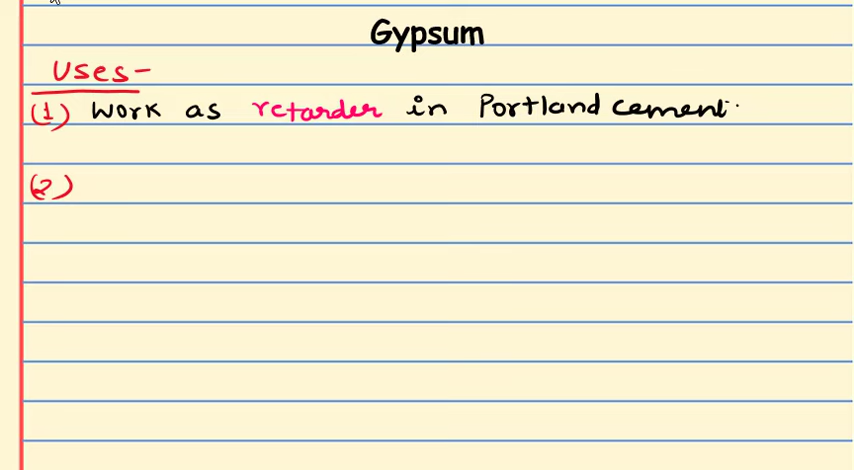 Gypsum
Uses-
(1) Work as retarder in Portland cement.
(2)